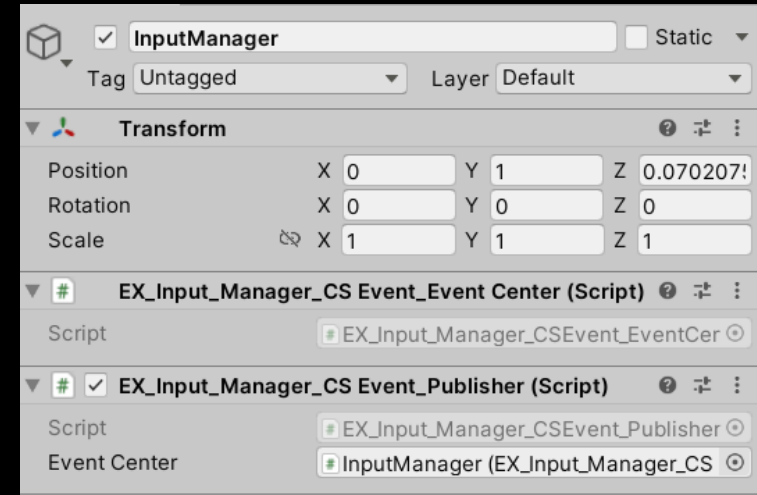 InputManager Static
Tag Untagged Layer Default
Transform
Position X 0 Y 1 Z 0.070207
Rotation X 0 Y 0 Z 0
Scale X 1 Y 1 Z 1
# EX_Input_Manager_CS Event_Event Center (Script)
Script # EX_Input_Manager_CSEvent_EventCer
# EX_Input_Manager_CS Event_Publisher (Script)
Script # EX_Input_Manager_CSEvent_Publisher
Event Center # InputManager (EX_Input_Manager_CS